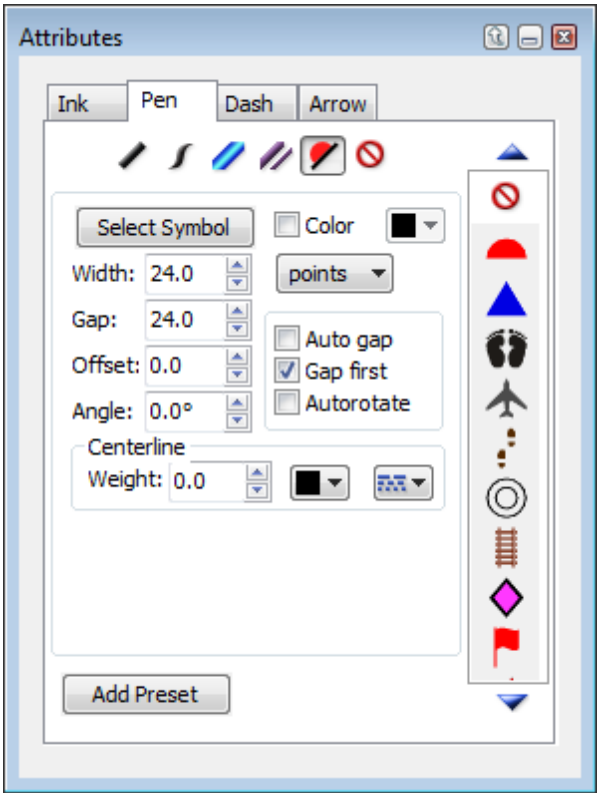 Attributes
Ink Pen Dash Arrow
Select Symbol Color
Width: 24.0 points
Gap: 24.0
Auto gap
Offset: 0.0 Gap first
Angle: 0.0° Autorotate
Centerline
Weight: 0.0
Add Preset